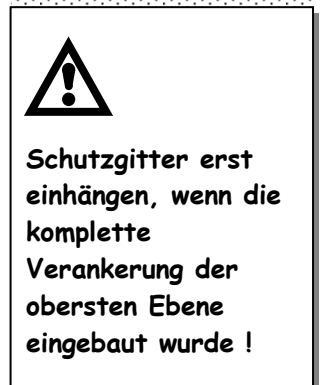 Schutzgitter erst
einhängen, wenn die
komplette
Verankerung der
obersten Ebene
eingebaut wurde !